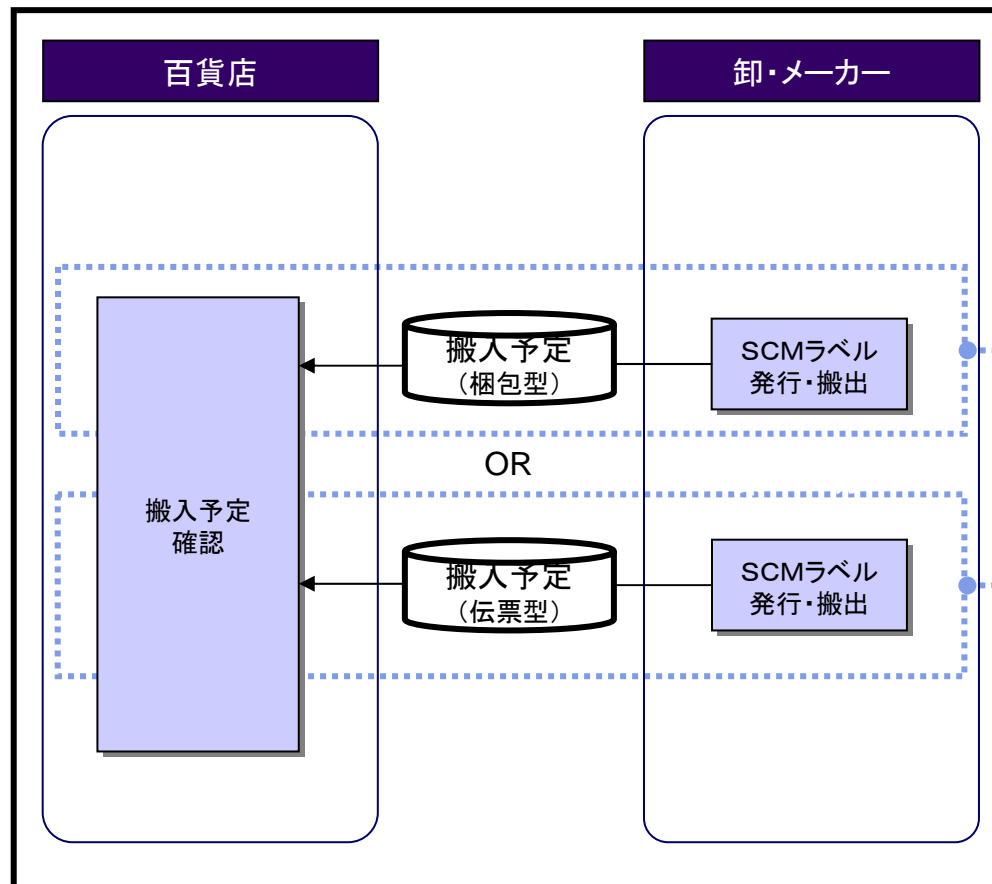 百貨店
卸・メーカー
搬入予定
（梱包型）
SCMラベル
発行・搬出
OR
搬入予定
確認
搬入予定
（伝票型）
SCMラベル
発行・搬出